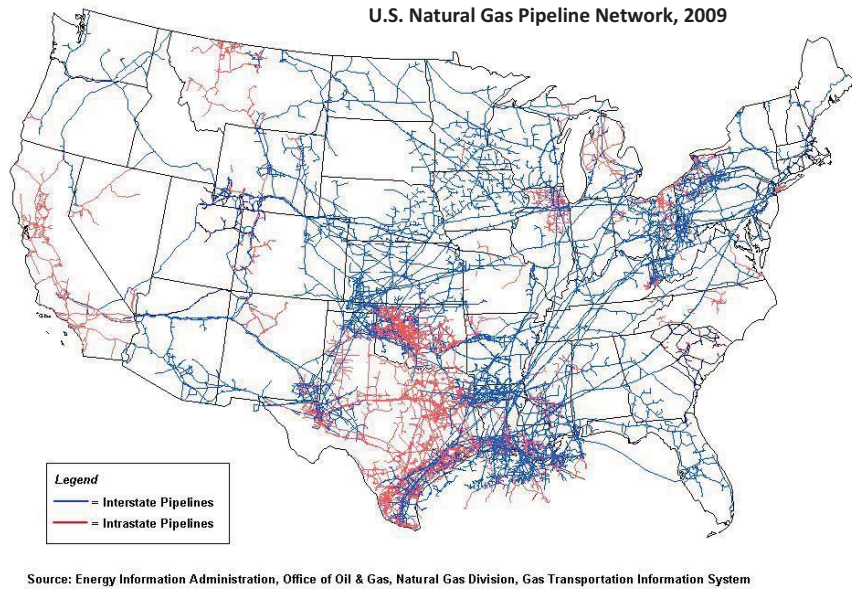 U.S. Natural Gas Pipeline Network, 2009
Legend
= Interstate Pipelines
= Intrastate Pipelines
Source: Energy Information Administration, Office of Oil & Gas, Natural Gas Division, Gas Transportation Information System